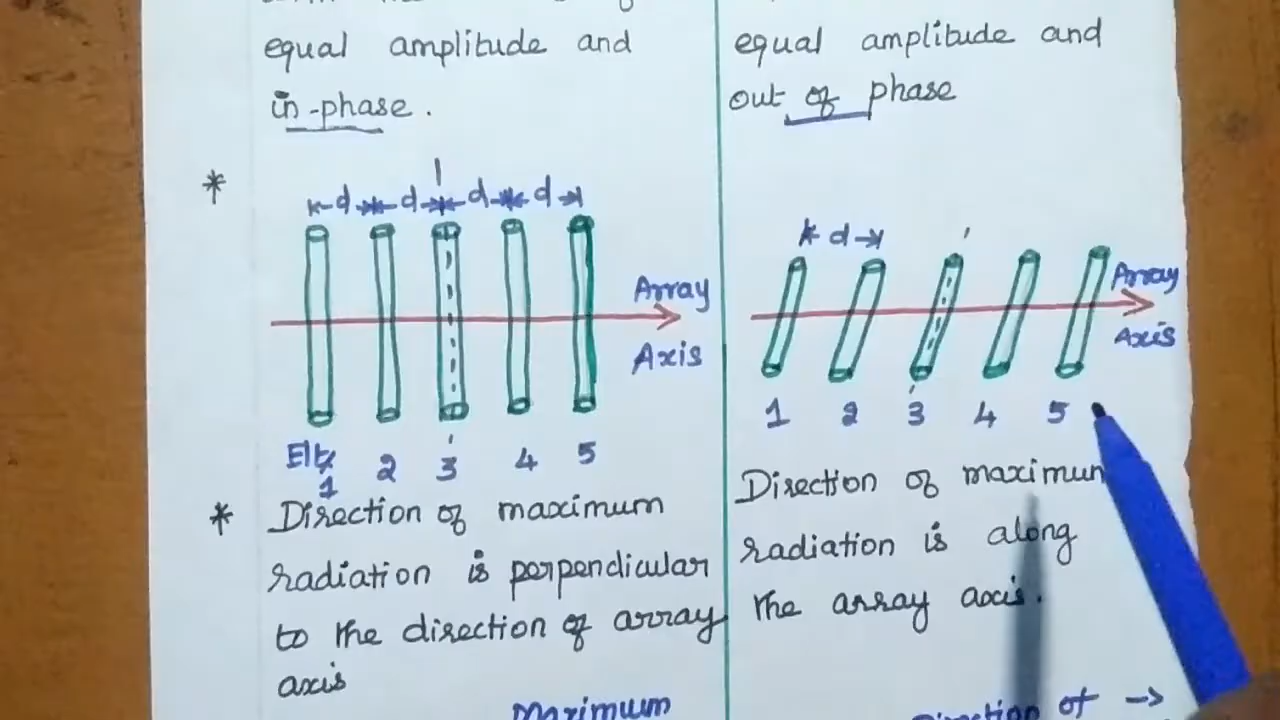 equal amplitude and
in-phase.
*
d d d d
Array
Axis
Elt
1 2 3 4 5
* Direction of maximum
radiation is perpendicular
to the direction of array
axis
Maximum
equal amplitude and
out of phase
d
Array
Axis
1 2 3 4 5
Direction of maximum
radiation is along
the array axis.
Direction of →